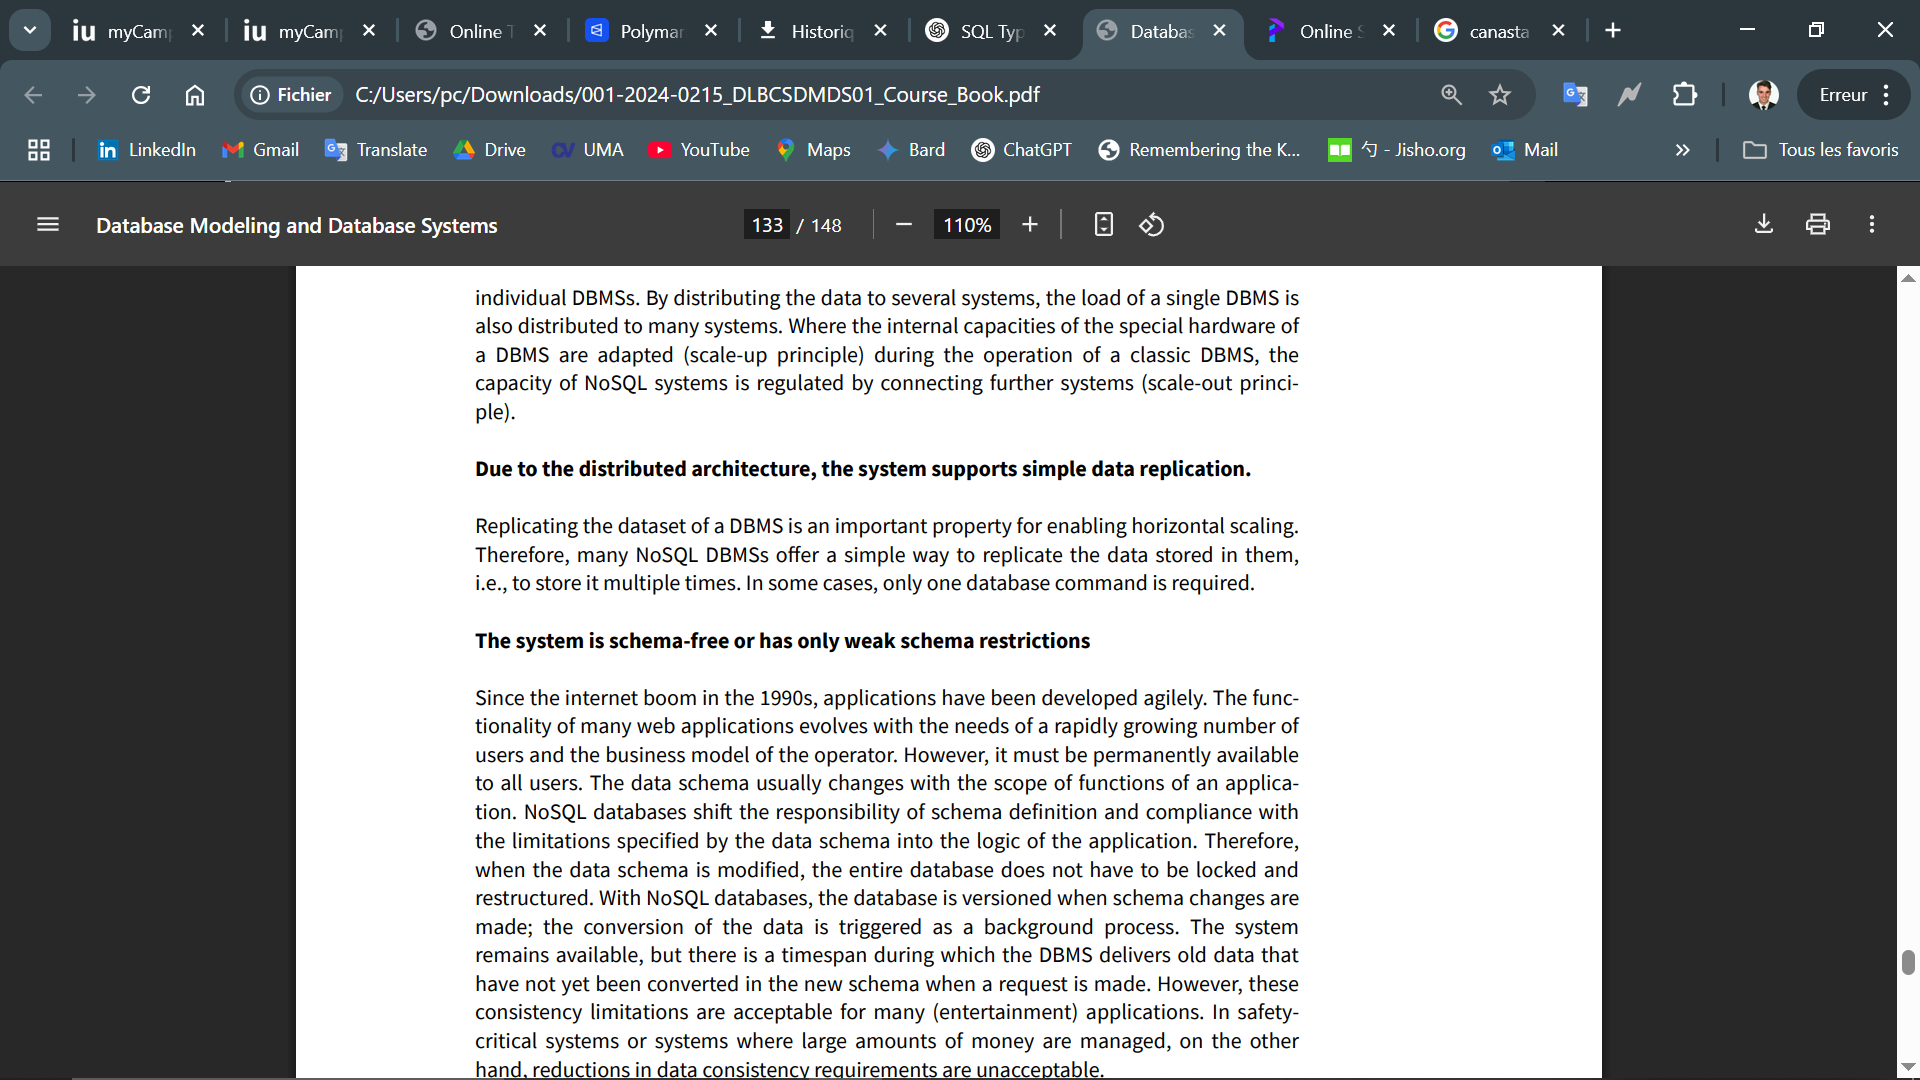 myCam
myCam
Online T
Polymar
Historiq
SQL Typ
Databas
Online S
canasta
Fichier
C:/Users/pc/Downloads/001-2024-0215_DLBCSDMDS01_Course_Book.pdf
Erreur
LinkedIn
Gmail
Translate
Drive
UMA
YouTube
Maps
Bard
ChatGPT
Remembering the K...
勺 - Jisho.org
Mail
Tous les favoris
Database Modeling and Database Systems
133 / 148
110%
individual DBMSs. By distributing the data to several systems, the load of a single DBMS is
also distributed to many systems. Where the internal capacities of the special hardware of
a DBMS are adapted (scale-up principle) during the operation of a classic DBMS, the
capacity of NoSQL systems is regulated by connecting further systems (scale-out princi-
ple).
Due to the distributed architecture, the system supports simple data replication.
Replicating the dataset of a DBMS is an important property for enabling horizontal scaling.
Therefore, many NoSQL DBMSs offer a simple way to replicate the data stored in them,
i.e., to store it multiple times. In some cases, only one database command is required.
The system is schema-free or has only weak schema restrictions
Since the internet boom in the 1990s, applications have been developed agilely. The func-
tionality of many web applications evolves with the needs of a rapidly growing number of
users and the business model of the operator. However, it must be permanently available
to all users. The data schema usually changes with the scope of functions of an applica-
tion. NoSQL databases shift the responsibility of schema definition and compliance with
the limitations specified by the data schema into the logic of the application. Therefore,
when the data schema is modified, the entire database does not have to be locked and
restructured. With NoSQL databases, the database is versioned when schema changes are
made; the conversion of the data is triggered as a background process. The system
remains available, but there is a timespan during which the DBMS delivers old data that
have not yet been converted in the new schema when a request is made. However, these
consistency limitations are acceptable for many (entertainment) applications. In safety-
critical systems or systems where large amounts of money are managed, on the other
hand, reductions in data consistency requirements are unacceptable.